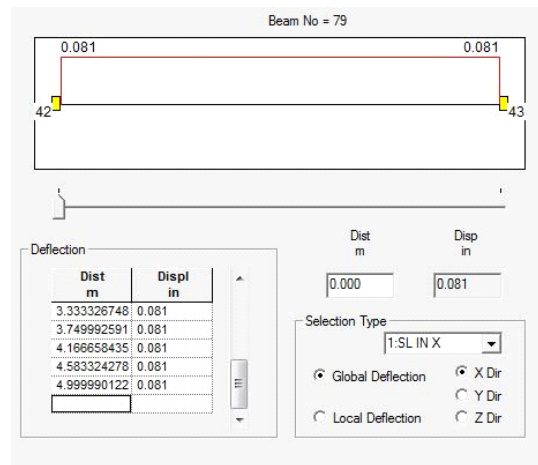 Beam No = 79
0.081 0.081
42 43
Deflection
Dist Displ
m in
3.333326748 0.081
3.749992591 0.081
4.166658435 0.081
4.583324278 0.081
4.999990122 0.081
Dist Disp
m in
0.000 0.081
Selection Type
1:SL IN X
Global Deflection X Dir
Y Dir
Local Deflection Z Dir